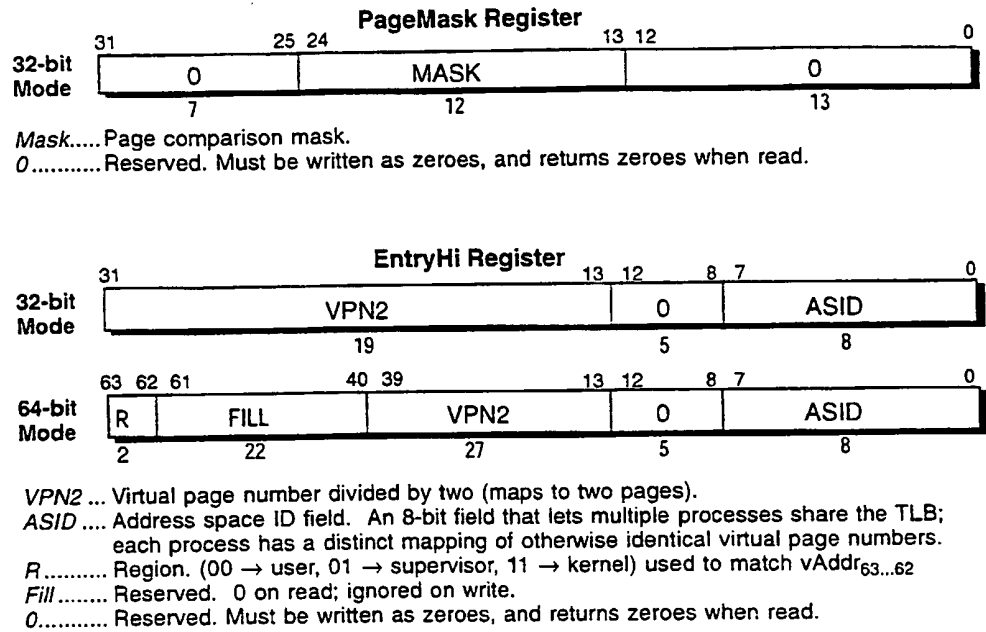 PageMask Register
31 25 24 13 12 0
32-bit Mode 0 MASK 0
7 12 13
Mask..... Page comparison mask.
0........... Reserved. Must be written as zeroes, and returns zeroes when read.
EntryHi Register
31 13 12 8 7 0
32-bit Mode VPN2 0 ASID
19 5 8
63 62 61 40 39 13 12 8 7 0
64-bit Mode R FILL VPN2 0 ASID
2 22 27 5 8
VPN2 ... Virtual page number divided by two (maps to two pages).
ASID .... Address space ID field. An 8-bit field that lets multiple processes share the TLB;
each process has a distinct mapping of otherwise identical virtual page numbers.
R.......... Region. (00 → user, 01 → supervisor, 11 → kernel) used to match vAddr63...62
Fill........ Reserved. 0 on read; ignored on write.
0........... Reserved. Must be written as zeroes, and returns zeroes when read.